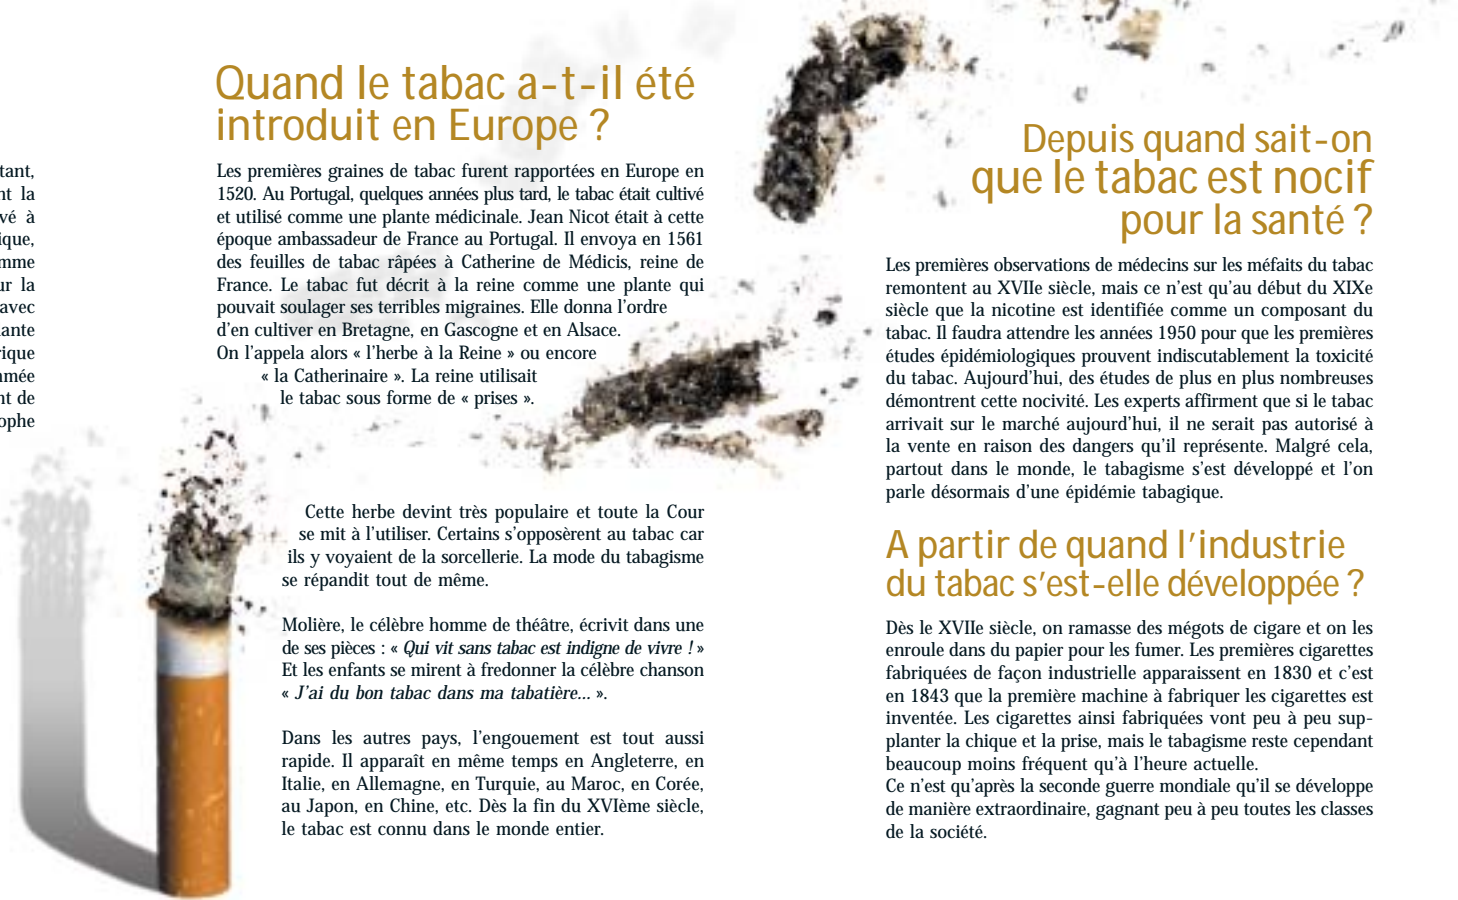 tant,
nt la
vé à
ique,
mme
ur la
avec
ante
ique
mée
nt de
ophe
Quand le tabac a-t-il été
introduit en Europe ?
Les premières graines de tabac furent rapportées en Europe en
1520. Au Portugal, quelques années plus tard, le tabac était cultivé
et utilisé comme une plante médicinale. Jean Nicot était à cette
époque ambassadeur de France au Portugal. Il envoya en 1561
des feuilles de tabac râpées à Catherine de Médicis, reine de
France. Le tabac fut décrit à la reine comme une plante qui
pouvait soulager ses terribles migraines. Elle donna l'ordre
d'en cultiver en Bretagne, en Gascogne et en Alsace.
On l'appela alors « l'herbe à la Reine » ou encore
« la Catherinaire ». La reine utilisait
le tabac sous forme de « prises ».
Cette herbe devint très populaire et toute la Cour
se mit à l'utiliser. Certains s'opposèrent au tabac car
ils y voyaient de la sorcellerie. La mode du tabagisme
se répandit tout de même.
Molière, le célèbre homme de théâtre, écrivit dans une
de ses pièces : « Qui vit sans tabac est indigne de vivre ! »
Et les enfants se mirent à fredonner la célèbre chanson
« J'ai du bon tabac dans ma tabatière... ».
Dans les autres pays, l'engouement est tout aussi
rapide. Il apparaît en même temps en Angleterre, en
Italie, en Allemagne, en Turquie, au Maroc, en Corée,
au Japon, en Chine, etc. Dès la fin du XVIème siècle,
le tabac est connu dans le monde entier.
Depuis quand sait-on
que le tabac est nocif
pour la santé ?
Les premières observations de médecins sur les méfaits du tabac
remontent au XVIIe siècle, mais ce n'est qu'au début du XIXe
siècle que la nicotine est identifiée comme un composant du
tabac. Il faudra attendre les années 1950 pour que les premières
études épidémiologiques prouvent indiscutablement la toxicité
du tabac. Aujourd'hui, des études de plus en plus nombreuses
démontrent cette nocivité. Les experts affirment que si le tabac
arrivait sur le marché aujourd'hui, il ne serait pas autorisé à
la vente en raison des dangers qu'il représente. Malgré cela,
partout dans le monde, le tabagisme s'est développé et l'on
parle désormais d'une épidémie tabagique.
A partir de quand l'industrie
du tabac s'est-elle développée ?
Dès le XVIIe siècle, on ramasse des mégots de cigare et on les
enroule dans du papier pour les fumer. Les premières cigarettes
fabriquées de façon industrielle apparaissent en 1830 et c'est
en 1843 que la première machine à fabriquer les cigarettes est
inventée. Les cigarettes ainsi fabriquées vont peu à peu sup-
planter la chique et la prise, mais le tabagisme reste cependant
beaucoup moins fréquent qu'à l'heure actuelle.
Ce n'est qu'après la seconde guerre mondiale qu'il se développe
de manière extraordinaire, gagnant peu à peu toutes les classes
de la société.